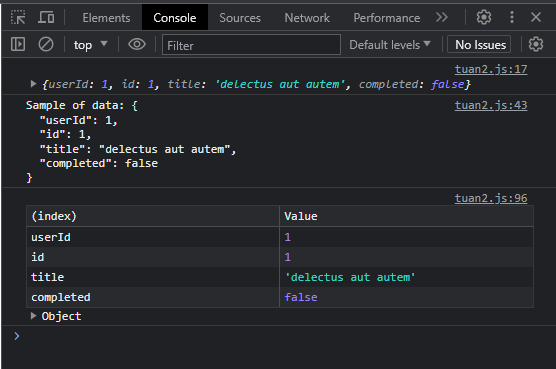 Elements Console Sources Network Performance
top Filter Default levels No Issues
tuan2.js:17
{userId: 1, id: 1, title: 'delectus aut autem', completed: false}
Sample of data: { tuan2.js:43
"userId": 1,
"id": 1,
"title": "delectus aut autem",
"completed": false
}
tuan2.js:96
(index) Value
userId 1
id 1
title 'delectus aut autem'
completed false
Object